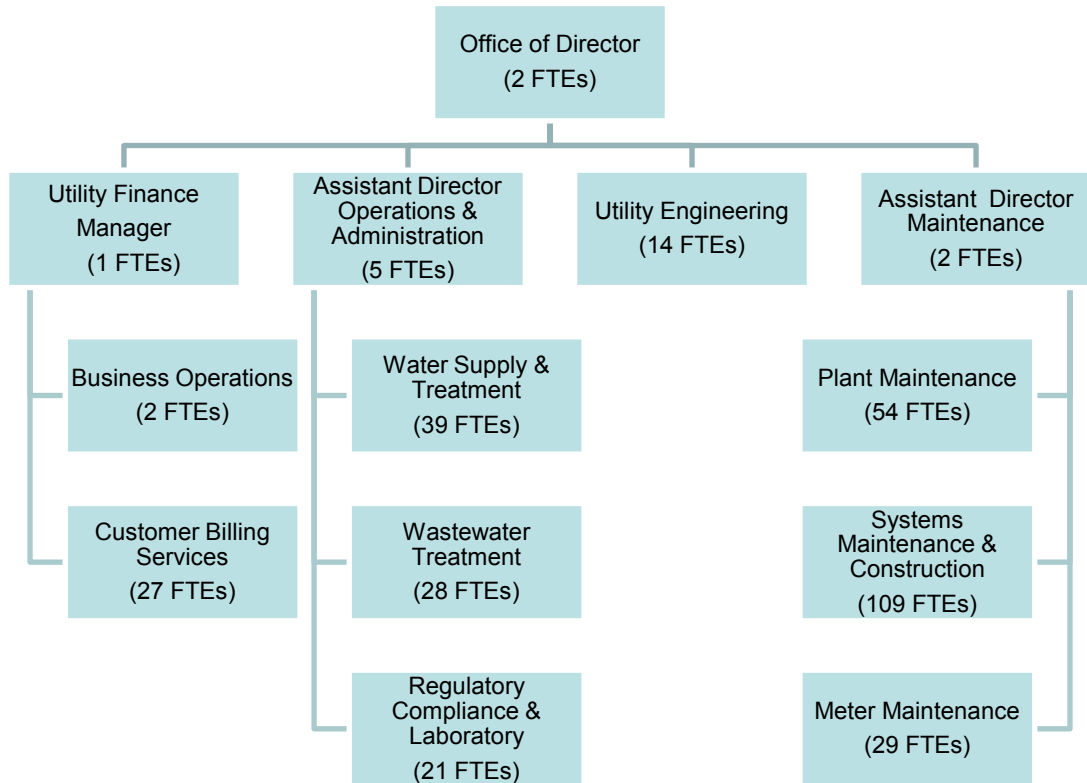 Office of Director
(2 FTEs)
Utility Finance
Manager
(1 FTEs)
Assistant Director
Operations &
Administration
(5 FTEs)
Utility Engineering
(14 FTEs)
Assistant  Director
Maintenance
(2 FTEs)
Business Operations
(2 FTEs)
Customer Billing
Services
(27 FTEs)
Water Supply &
Treatment
(39 FTEs)
Wastewater
Treatment
(28 FTEs)
Regulatory
Compliance &
Laboratory
(21 FTEs)
Plant Maintenance
(54 FTEs)
Systems
Maintenance &
Construction
(109 FTEs)
Meter Maintenance
(29 FTEs)